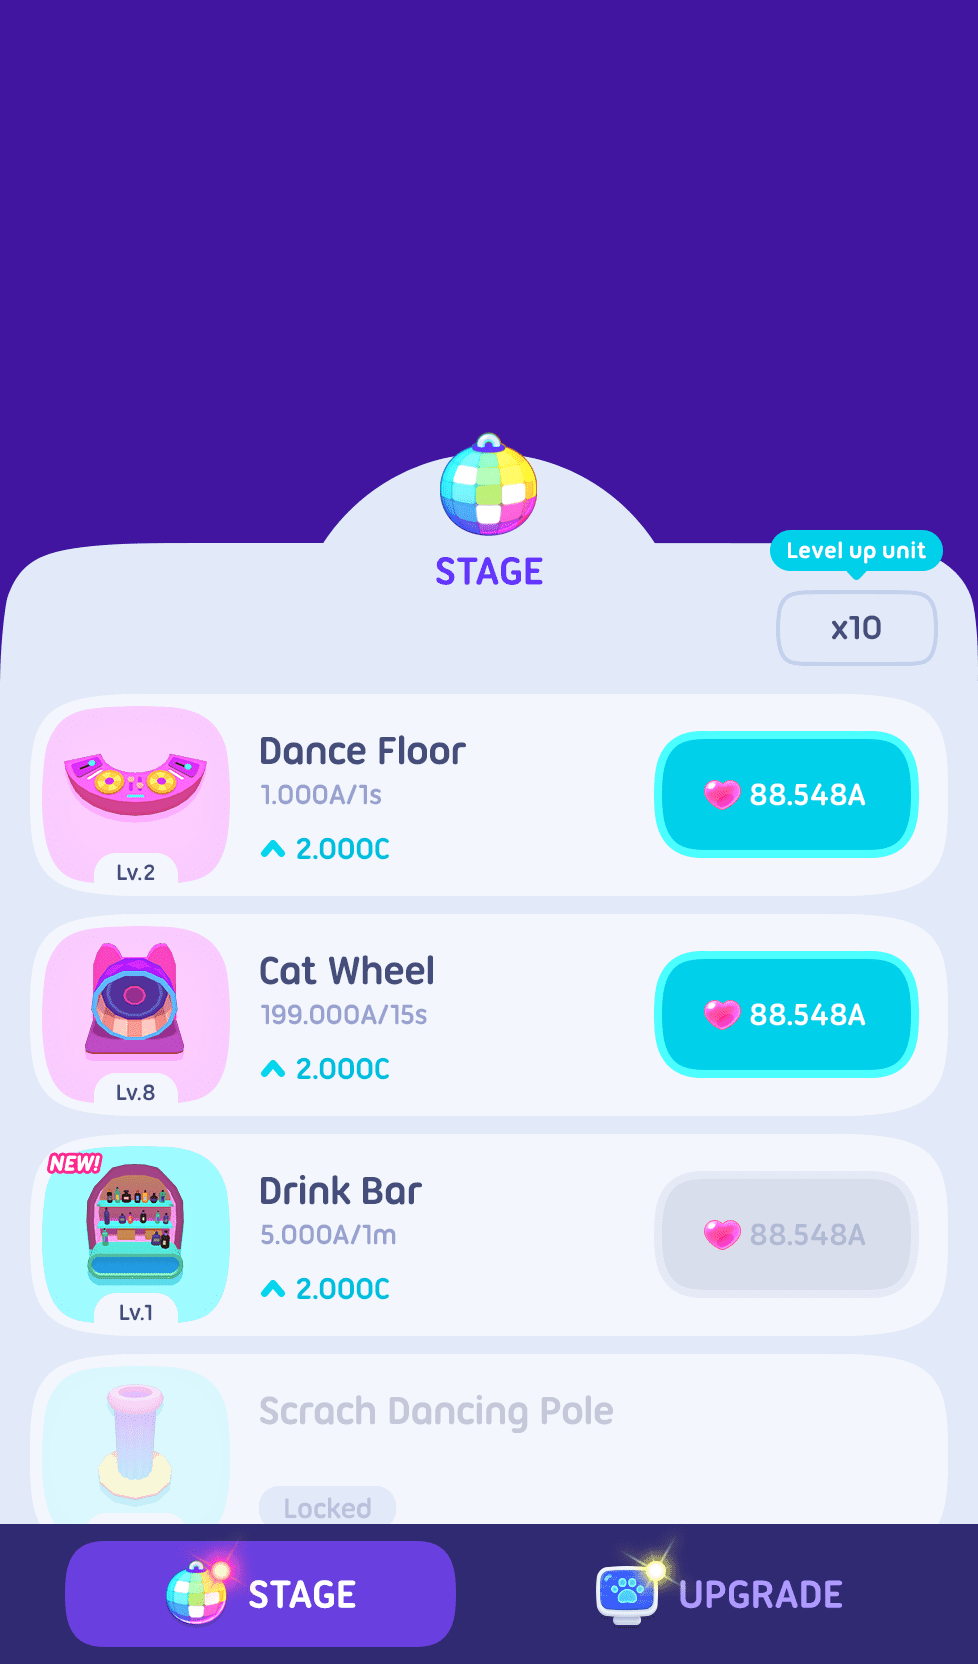 STAGE
Level up unit
x10
Dance Floor
1.000A/1s
2.000C
88.548A
Lv.2
Cat Wheel
199.000A/15s
2.000C
88.548A
Lv.8
NEW!
Drink Bar
5.000A/1m
2.000C
88.548A
Lv.1
Scrach Dancing Pole
Locked
STAGE
UPGRADE